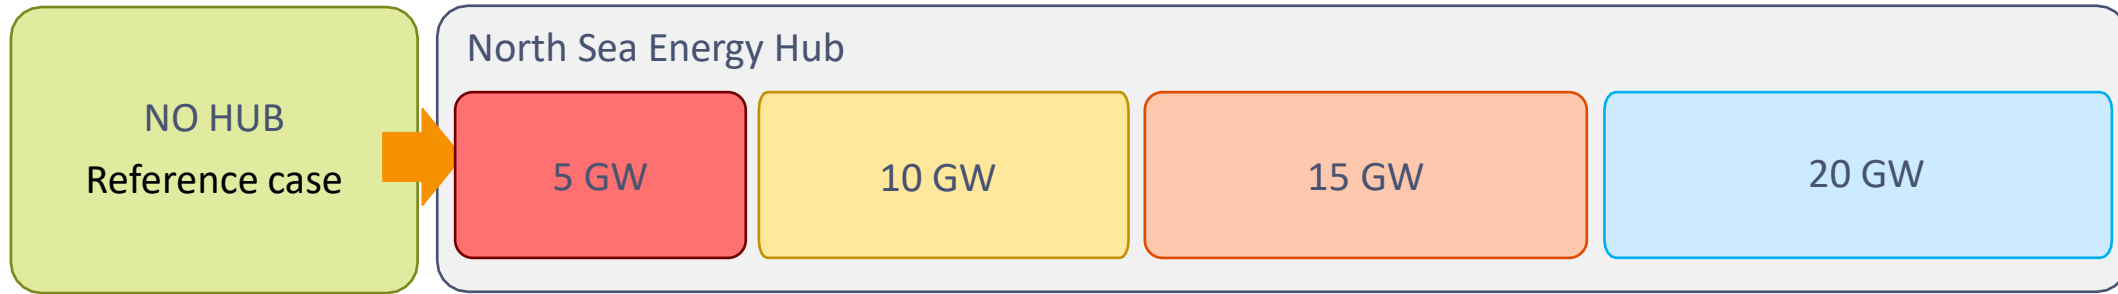 NO HUB
Reference case
North Sea Energy Hub
5 GW
10 GW
15 GW
20 GW